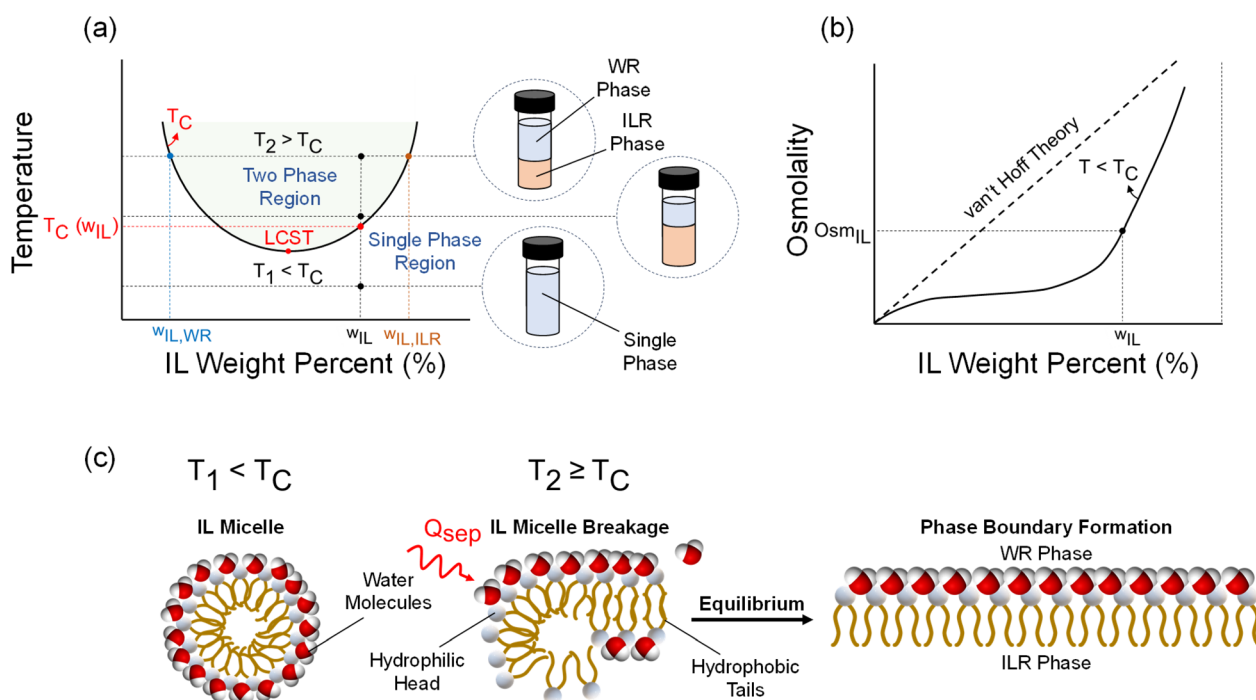 (a)
Temperature
T_C
T_2 > T_C
Two Phase
Region
T_C (w_IL)
LCST
Single Phase
Region
T_1 < T_C
w_IL,WR
w_IL
w_IL,ILR
IL Weight Percent (%)
WR
Phase
ILR
Phase
Single
Phase
(b)
Osmolality
van't Hoff Theory
T < T_C
Osm_IL
w_IL
IL Weight Percent (%)
(c)
T_1 < T_C
IL Micelle
Water
Molecules
T_2 ≥ T_C
Q_sep
IL Micelle Breakage
Hydrophilic
Head
Hydrophobic
Tails
Equilibrium
Phase Boundary Formation
WR Phase
ILR Phase